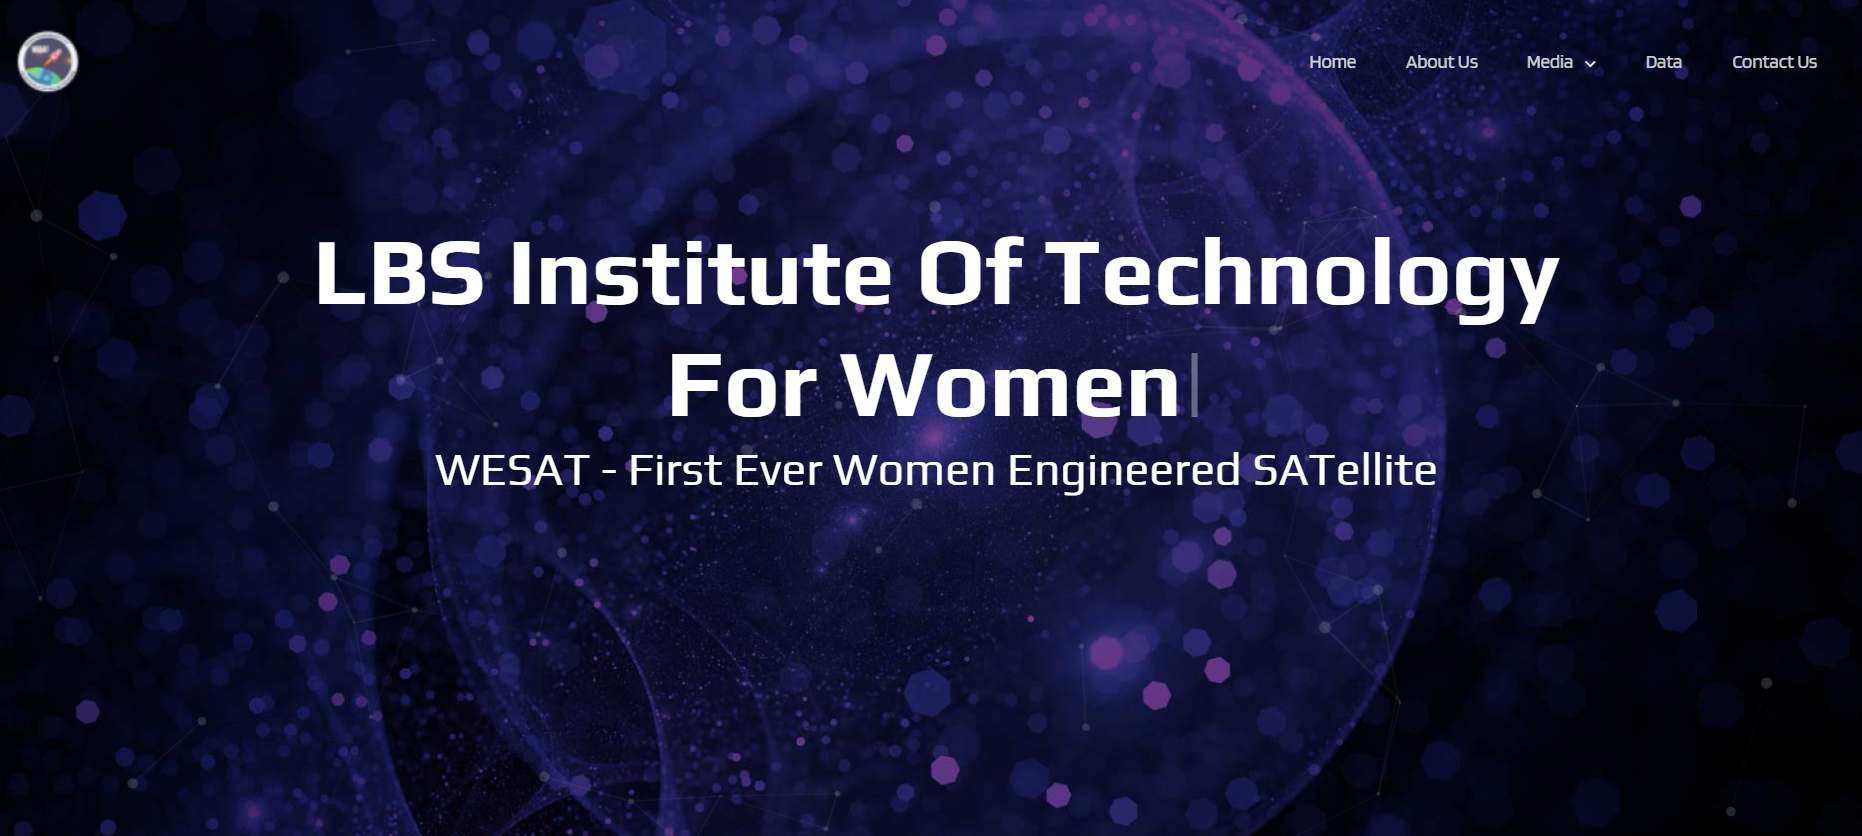 Home About Us Media Data Contact Us
LBS Institute Of Technology
For Women
WESAT - First Ever Women Engineered SATellite